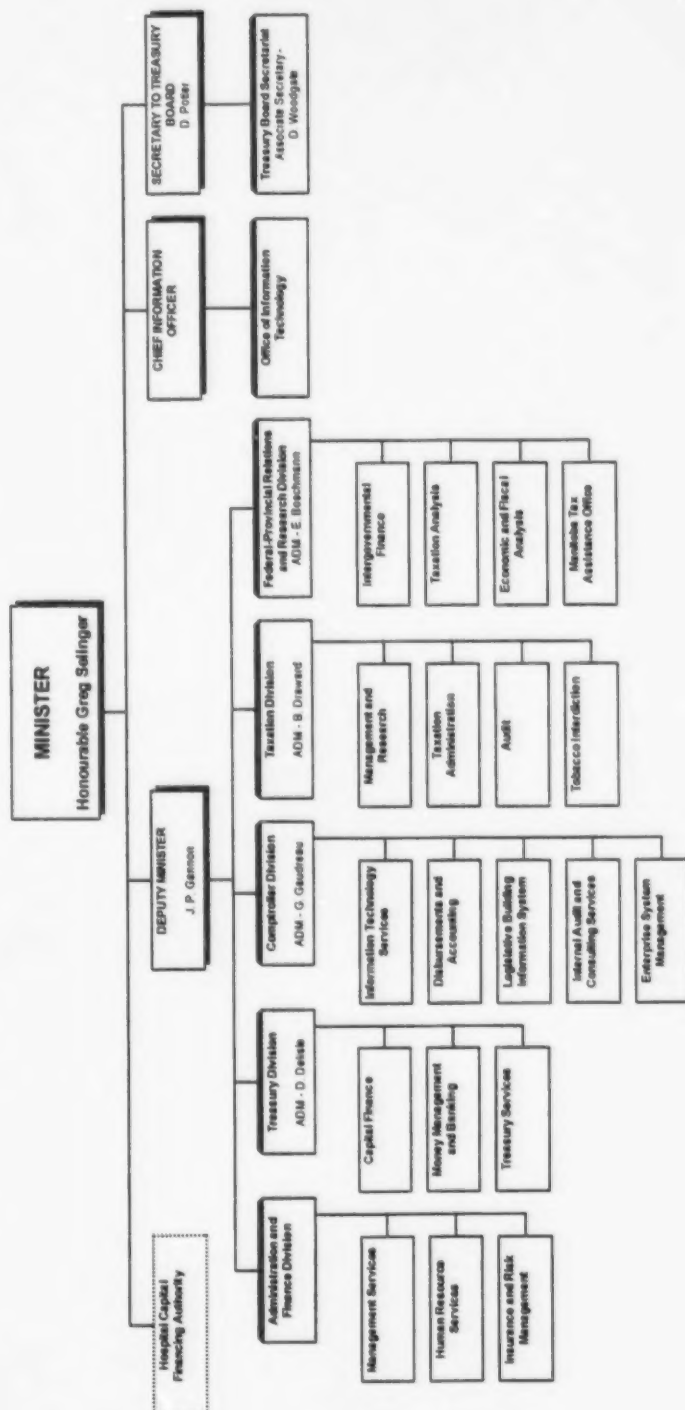 MINISTER
Honourable Greg Selinger
Hospital Capital
Financing Authority
DEPUTY MINISTER
J. P. Gannon
CHIEF INFORMATION
OFFICER
SECRETARY TO TREASURY
BOARD
D. Potter
Administration and
Finance Division
Treasury Division
ADM - D. Delisle
Comptroller Division
ADM - G. Gaudreau
Taxation Division
ADM - B. Draward
Federal-Provincial Relations
and Research Division
ADM - E. Boschmann
Office of Information
Technology
Treasury Board Secretariat
Associate Secretary -
D. Woodgate
Management Services
Human Resource
Services
Insurance and Risk
Management
Capital Finance
Money Management
and Banking
Treasury Services
Information Technology
Services
Disbursements and
Accounting
Legislative Building
Information System
Internal Audit and
Consulting Services
Enterprise System
Management
Management and
Research
Taxation
Administration
Audit
Tobacco Interdiction
Intergovernmental
Finance
Taxation Analysis
Economic and Fiscal
Analysis
Manitoba Tax
Assistance Office